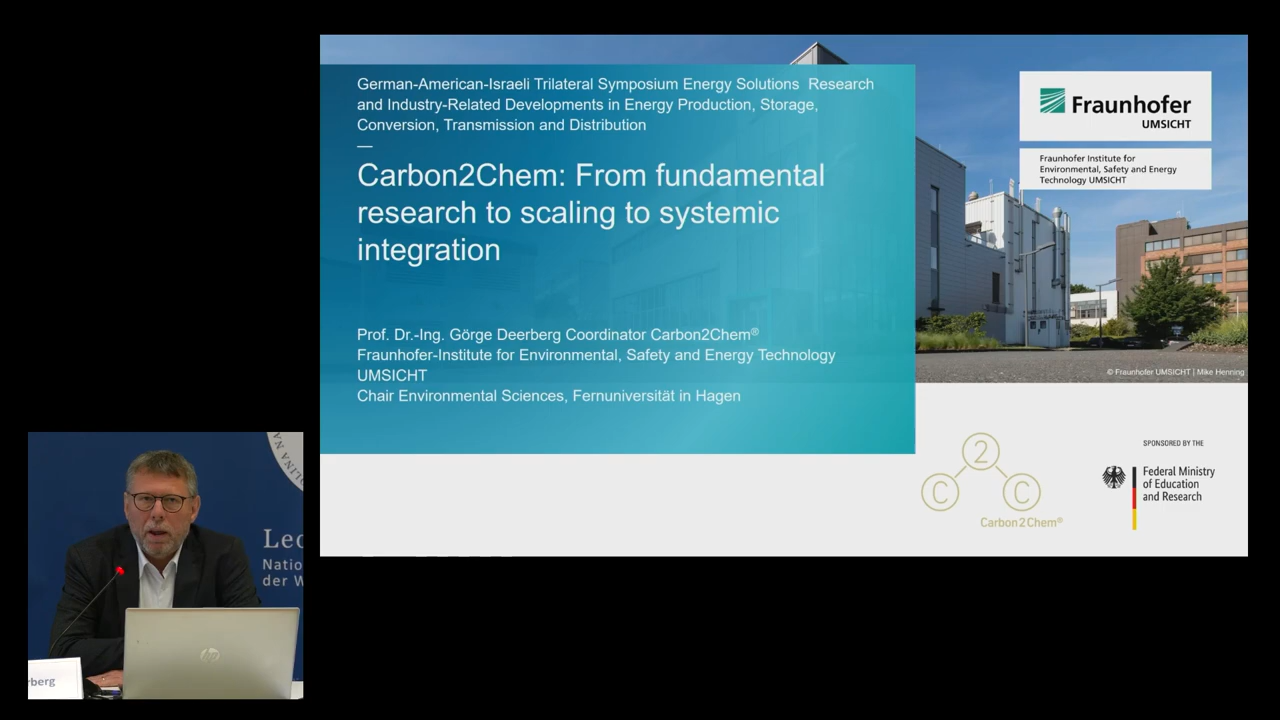 German-American-Israeli Trilateral Symposium Energy Solutions Research
and Industry-Related Developments in Energy Production, Storage,
Conversion, Transmission and Distribution
—
Carbon2Chem: From fundamental
research to scaling to systemic
integration
Prof. Dr.-Ing. Görge Deerberg Coordinator Carbon2Chem®
Fraunhofer-Institute for Environmental, Safety and Energy Technology
UMSICHT
Chair Environmental Sciences, Fernuniversität in Hagen
Fraunhofer
UMSICHT
Fraunhofer Institute for
Environmental, Safety and Energy
Technology UMSICHT
© Fraunhofer UMSICHT | Mike Henning
2
C C
Carbon2Chem®
SPONSORED BY THE
Federal Ministry
of Education
and Research
LINA
Leo
Natio
der W
hp
rberg